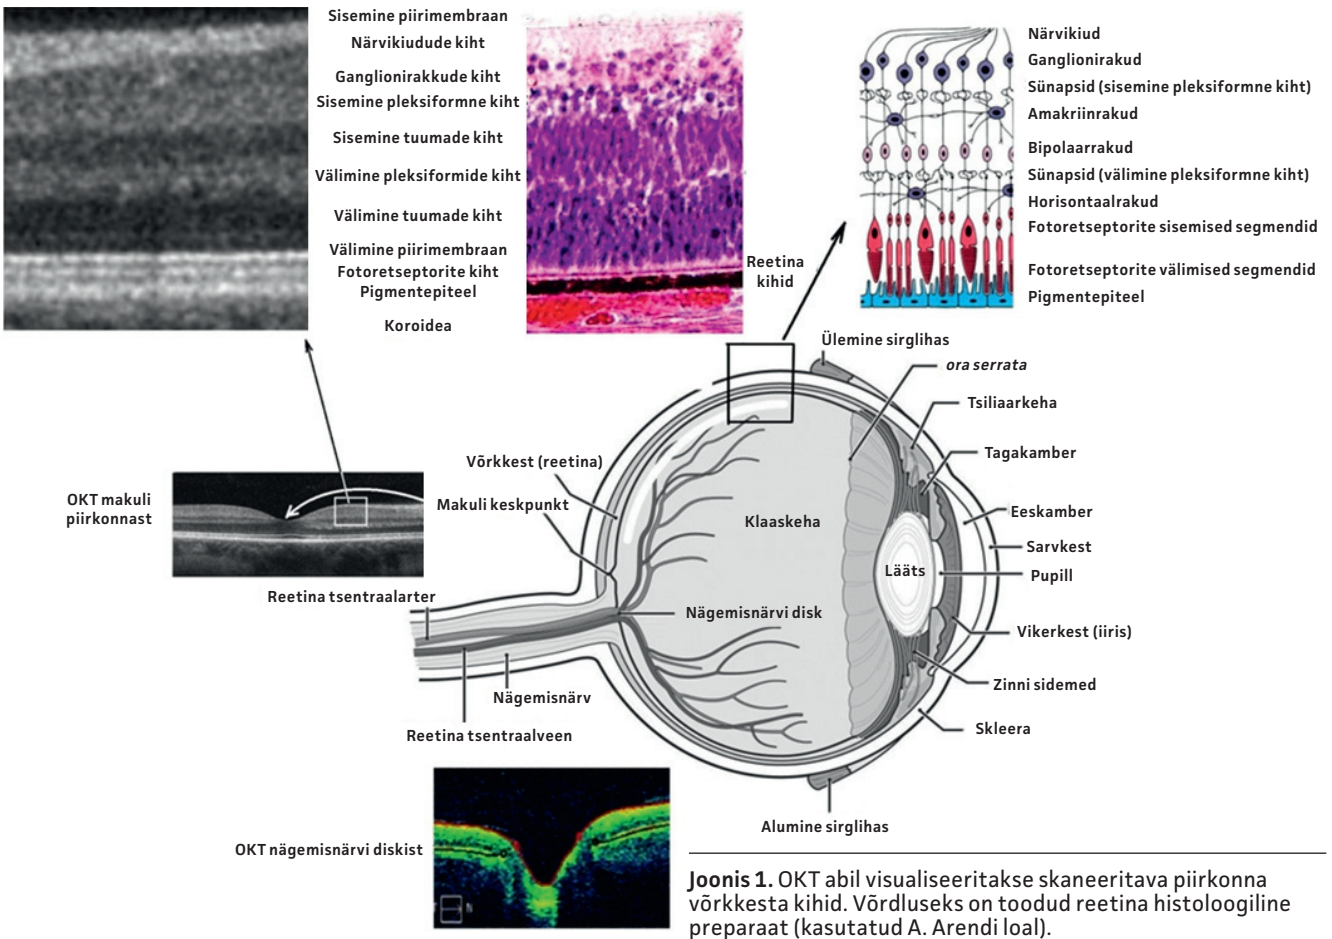 Sisemine piirimembraan
Närvikiudude kiht
Ganglionirakkude kiht
Sisemine pleksiformne kiht
Sisemine tuumade kiht
Välimine pleksiformide kiht
Välimine tuumade kiht
Välimine piirimembraan
Fotoretseptorite kiht
Pigmentepiteel
Koroidea
Reetina
kihid
Närvikiud
Ganglionirakud
Sünapsid (sisemine pleksiformne kiht)
Amakriinrakud
Bipolaarrakud
Sünapsid (välimine pleksiformne kiht)
Horisontaalrakud
Fotoretseptorite sisemised segmendid
Fotoretseptorite välimised segmendid
Pigmentepiteel
Ülemine sirglihas
ora serrata
Tsiliaarkeha
Tagakamber
Eeskamber
Sarvkest
Pupill
Vikerkest (iiris)
Zinni sidemed
Skleera
Alumine sirglihas
Võrkkest (reetina)
Makuli keskpunkt
Klaaskeha
Lääts
Nägemisnärvi disk
OKT makuli
piirkonnast
Reetina tsentraalarter
Nägemisnärv
Reetina tsentraalveen
OKT nägemisnärvi diskist
N
Joonis 1. OKT abil visualiseeritakse skaneeritava piirkonna
võrkkesta kihid. Võrdluseks on toodud reetina histoloogiline
preparaat (kasutatud A. Arendi loal).